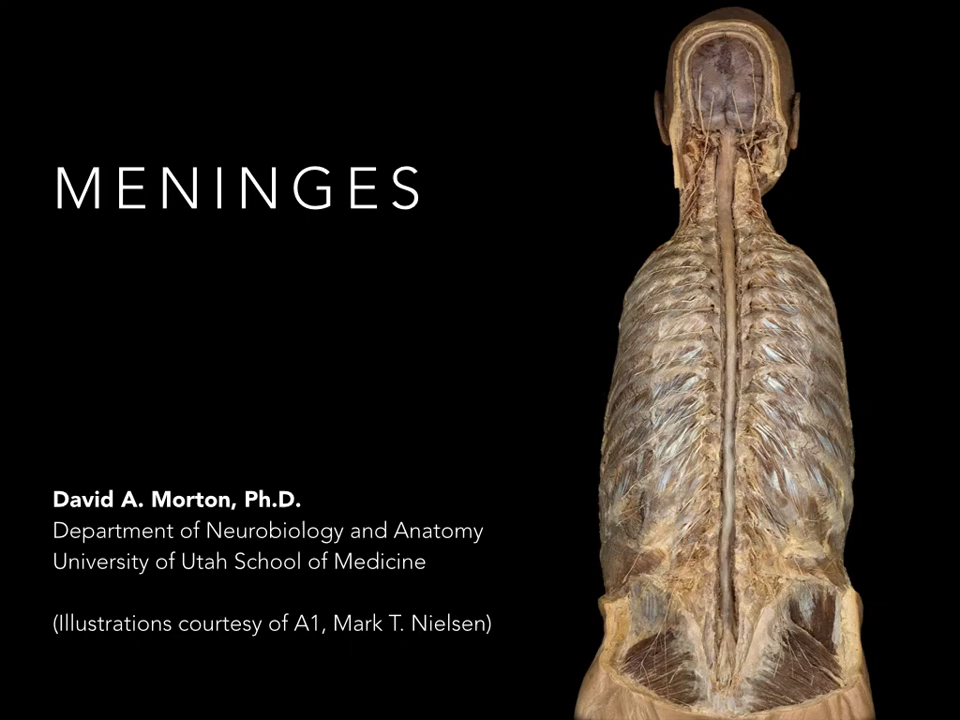 MENINGES
David A. Morton, Ph.D.
Department of Neurobiology and Anatomy
University of Utah School of Medicine
(Illustrations courtesy of A1, Mark T. Nielsen)